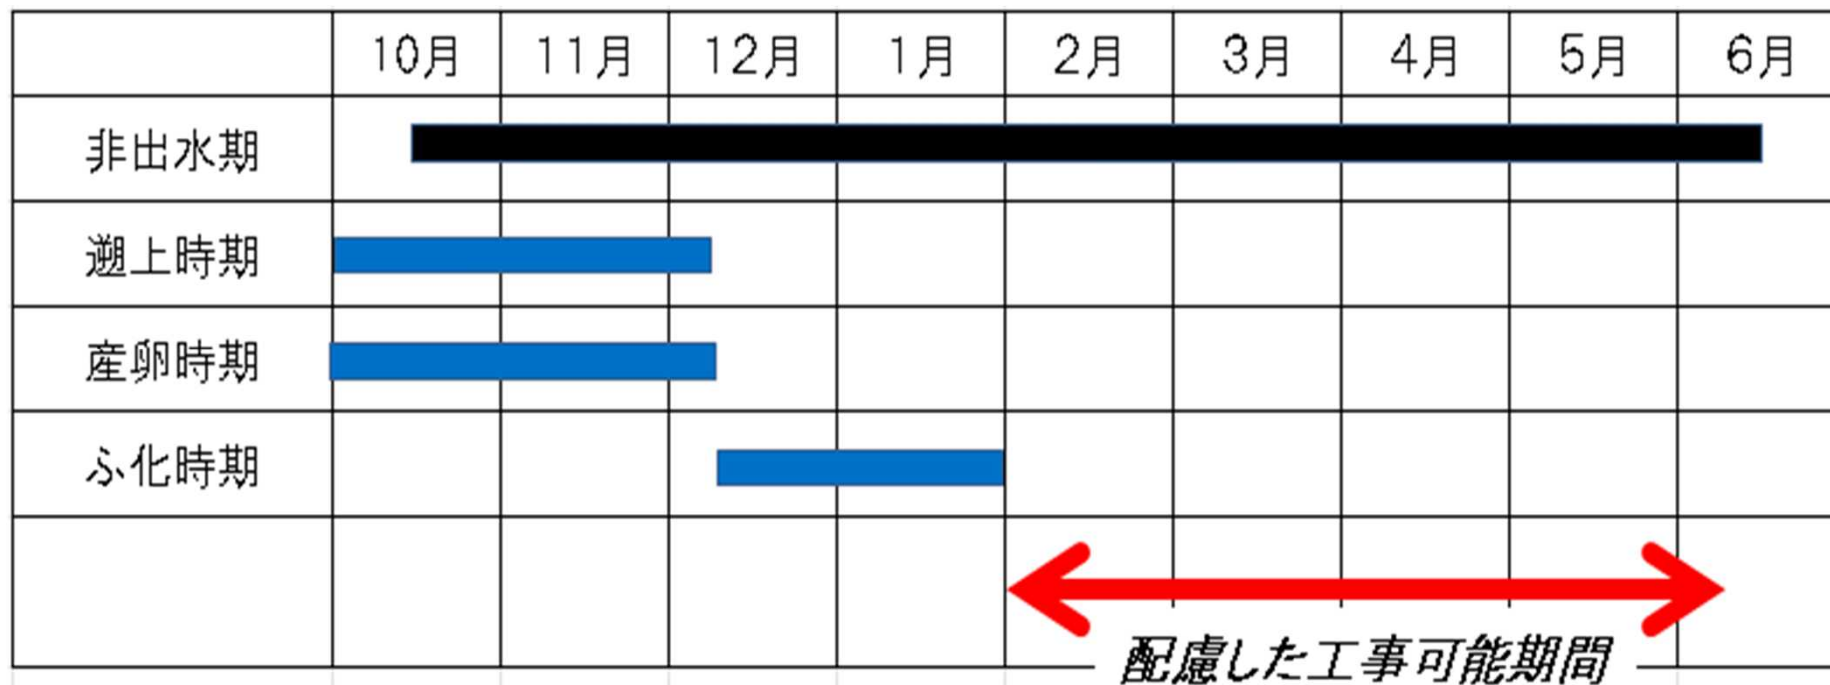 10月 11月 12月 1月 2月 3月 4月 5月 6月
非出水期
遡上時期
産卵時期
ふ化時期
配慮した工事可能期間